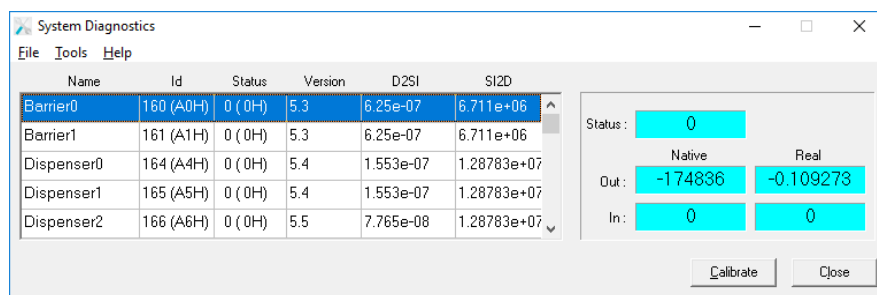 System Diagnostics
File Tools Help
Name Id Status Version D2SI SI2D
Barrier0 160 (A0H) 0 ( 0H) 5.3 6.25e-07 6.711e+06
Barrier1 161 (A1H) 0 ( 0H) 5.3 6.25e-07 6.711e+06
Dispenser0 164 (A4H) 0 ( 0H) 5.4 1.553e-07 1.28783e+07
Dispenser1 165 (A5H) 0 ( 0H) 5.4 1.553e-07 1.28783e+07
Dispenser2 166 (A6H) 0 ( 0H) 5.5 7.765e-08 1.28783e+07
Status : 0
Native Real
Out : -174836 -0.109273
In : 0 0
Calibrate Close